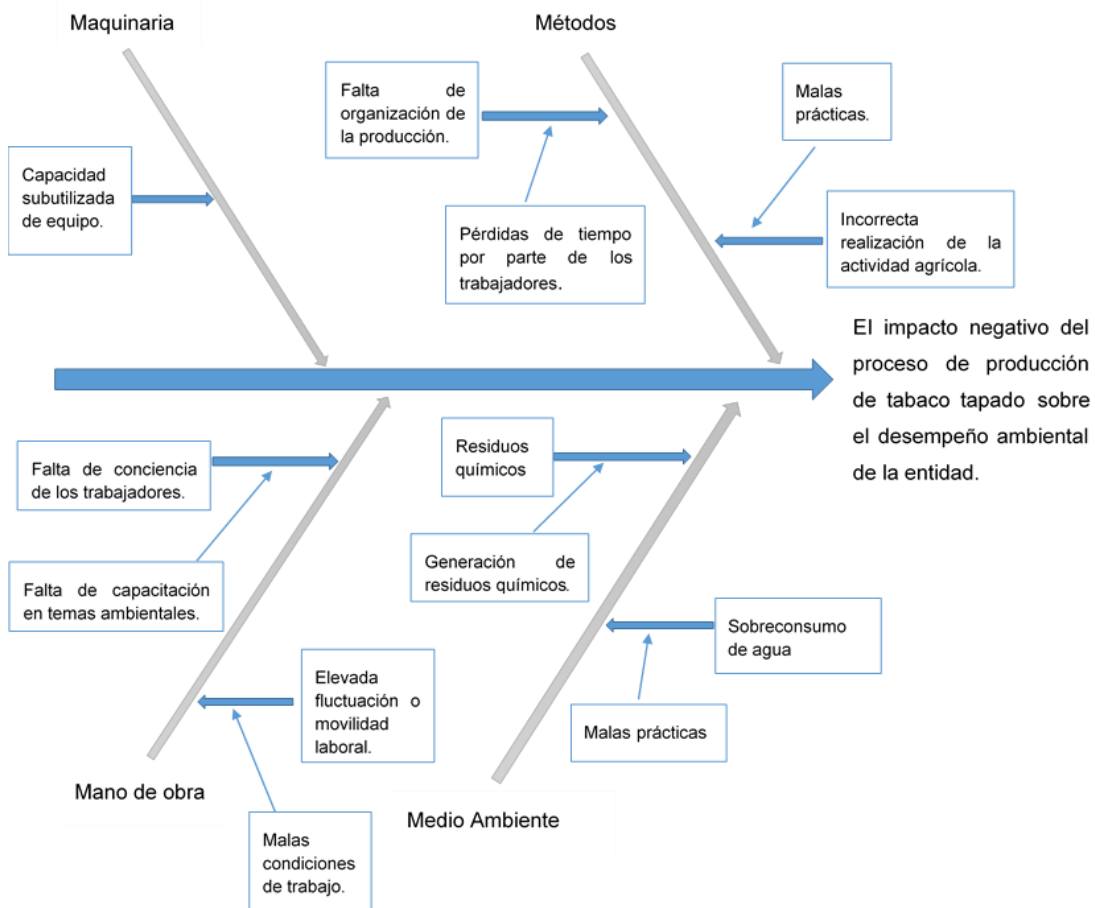 Maquinaria
Métodos
Falta de
organización de
la producción.
Malas
prácticas.
Capacidad
subutilizada
de equipo.
Pérdidas de tiempo
por parte de los
trabajadores.
Incorrecta
realización de la
actividad agrícola.
El impacto negativo del
proceso de producción
de tabaco tapado sobre
el desempeño ambiental
de la entidad.
Falta de conciencia
de los trabajadores.
Residuos
químicos
Falta de capacitación
en temas ambientales.
Generación de
residuos químicos.
Sobreconsumo
de agua
Elevada
fluctuación o
movilidad
laboral.
Malas prácticas
Mano de obra
Medio Ambiente
Malas
condiciones
de trabajo.